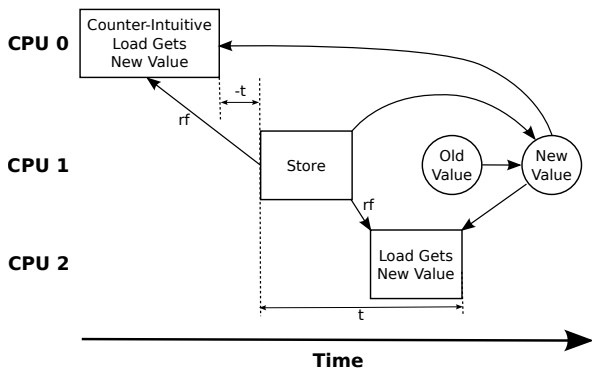 CPU 0
Counter-Intuitive
Load Gets
New Value
-t
rf
CPU 1
Store
Old
Value
New
Value
rf
CPU 2
Load Gets
New Value
t
Time